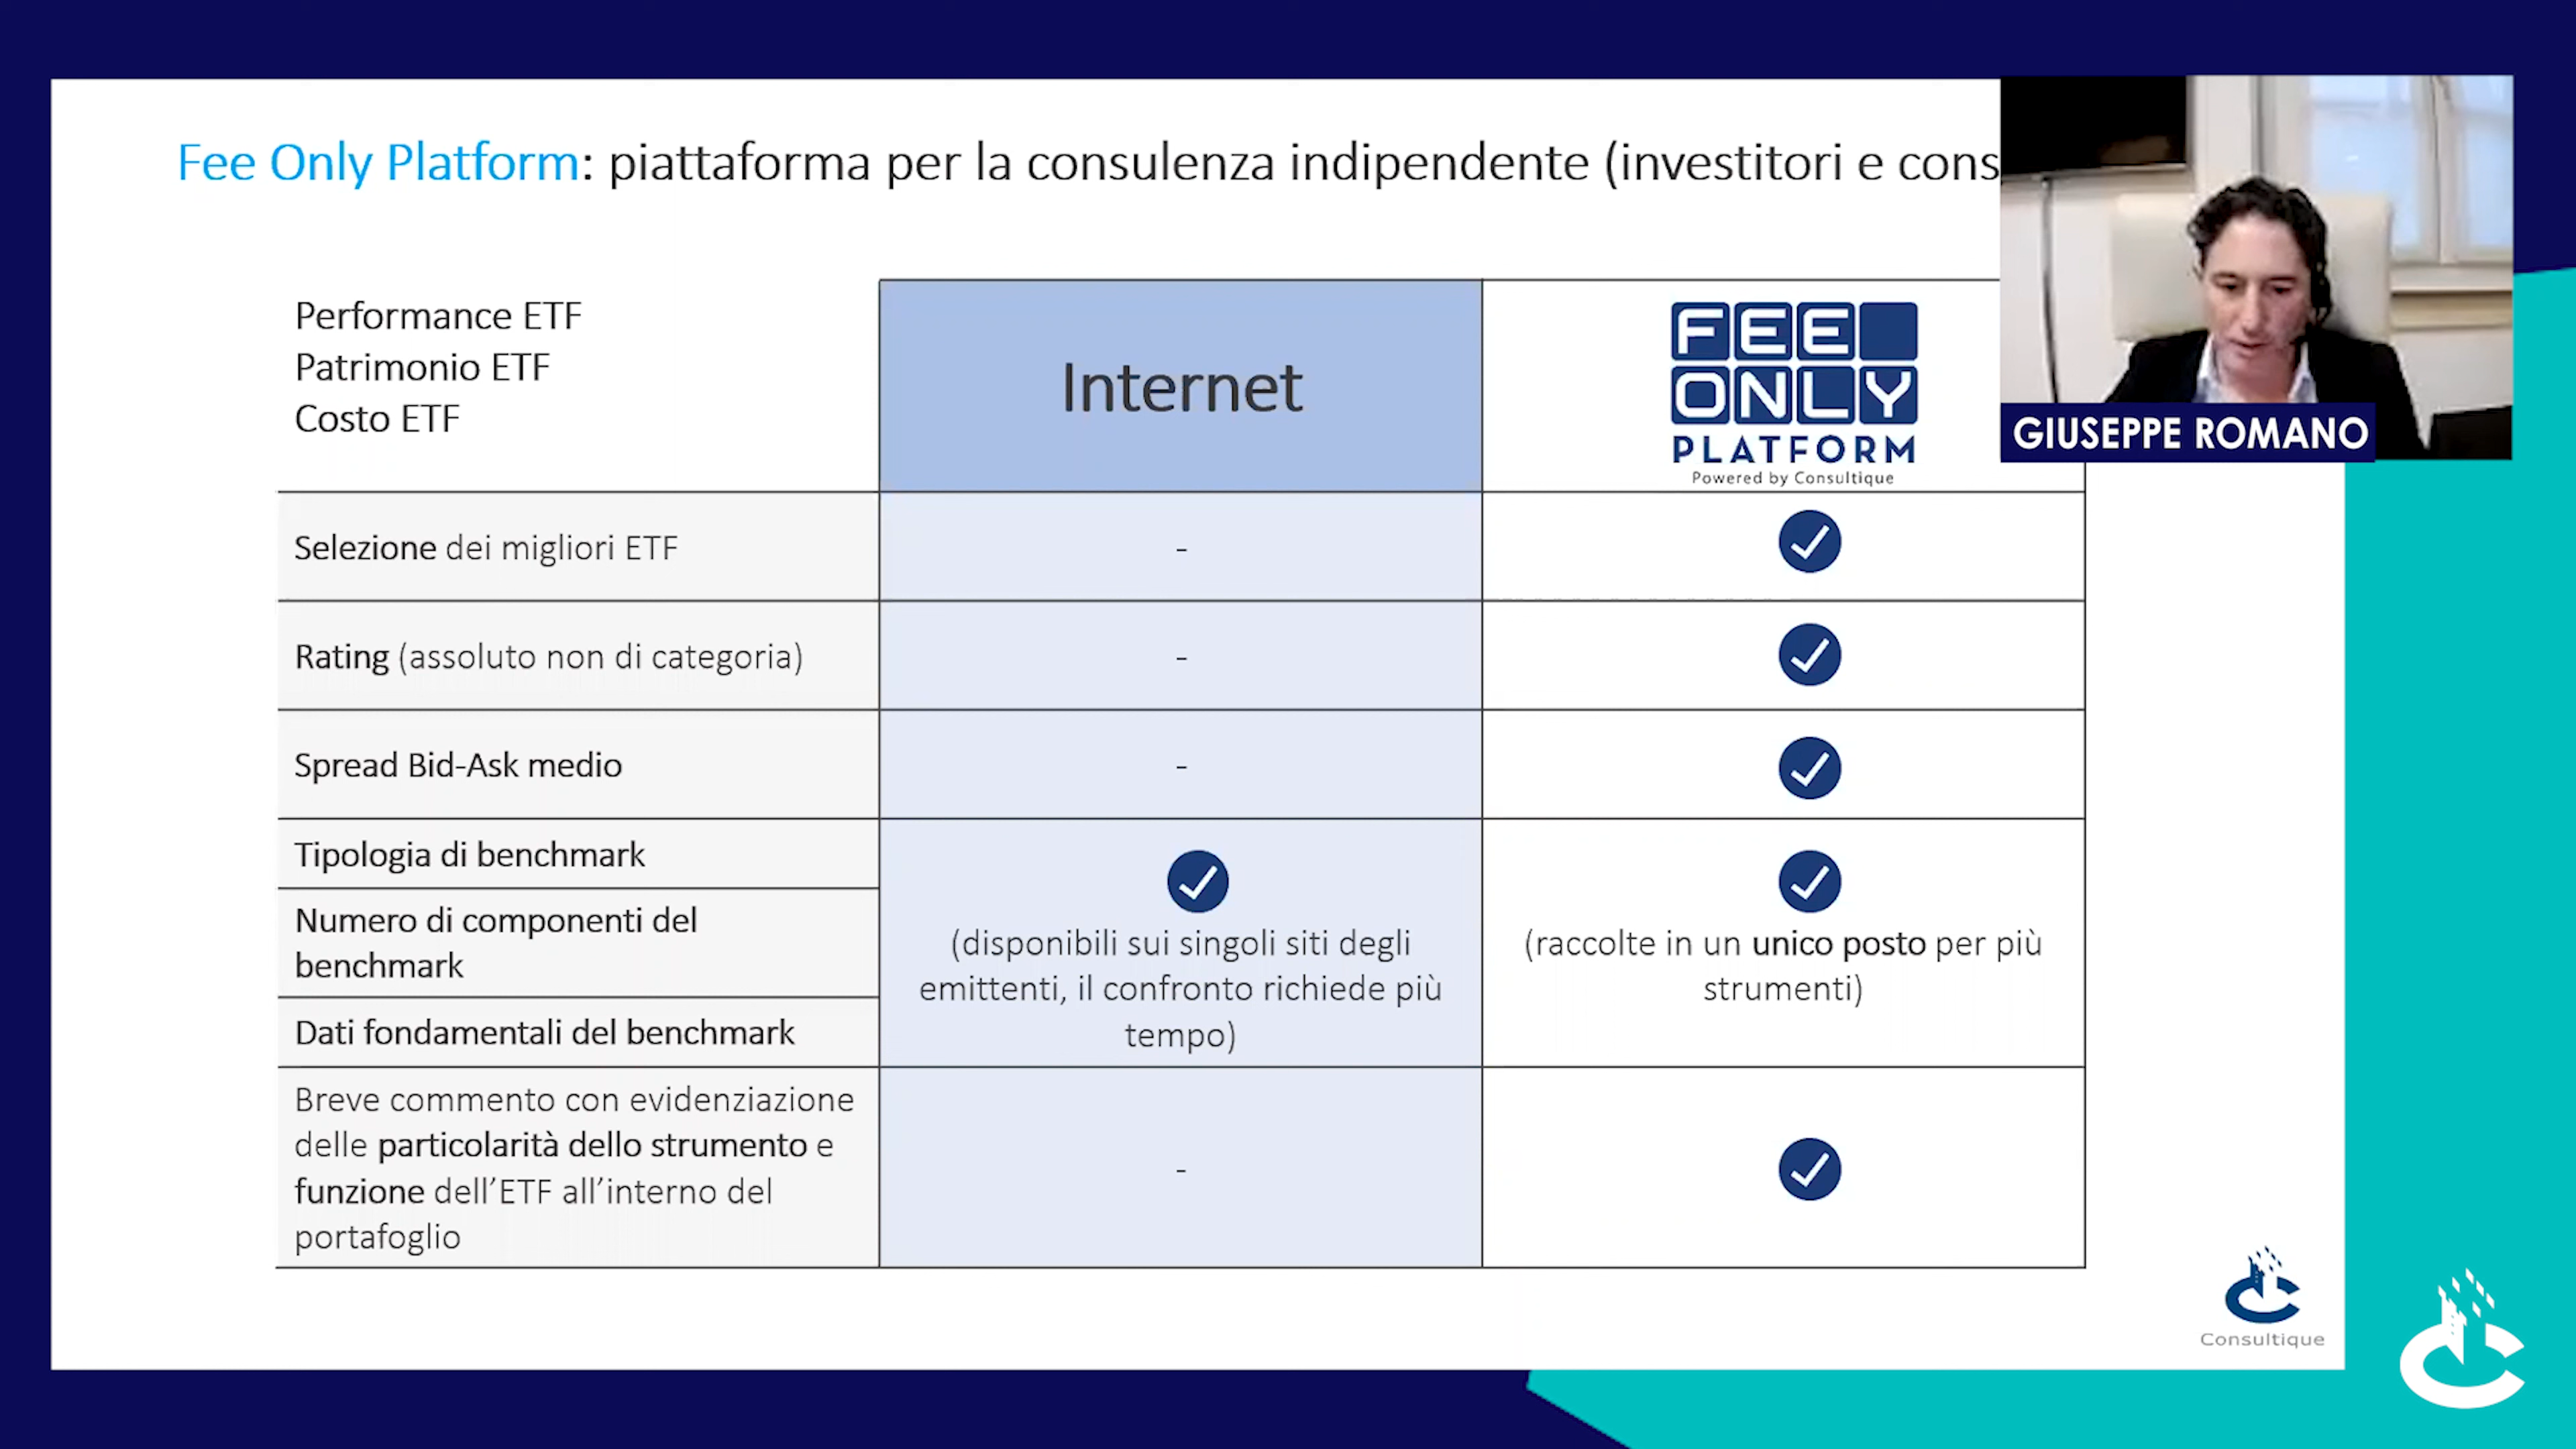 Fee Only Platform: piattaforma per la consulenza indipendente (investitori e cons
Performance ETF
Patrimonio ETF
Costo ETF
Internet
FEE
ONLY
PLATFORM
Powered by Consultique
GIUSEPPE ROMANO
Selezione dei migliori ETF
-
Rating (assoluto non di categoria)
-
Spread Bid-Ask medio
-
Tipologia di benchmark
Numero di componenti del
benchmark
Dati fondamentali del benchmark
(disponibili sui singoli siti degli
emittenti, il confronto richiede più
tempo)
(raccolte in un unico posto per più
strumenti)
Breve commento con evidenziazione
delle particolarità dello strumento e
funzione dell’ETF all’interno del
portafoglio
-
Consultique